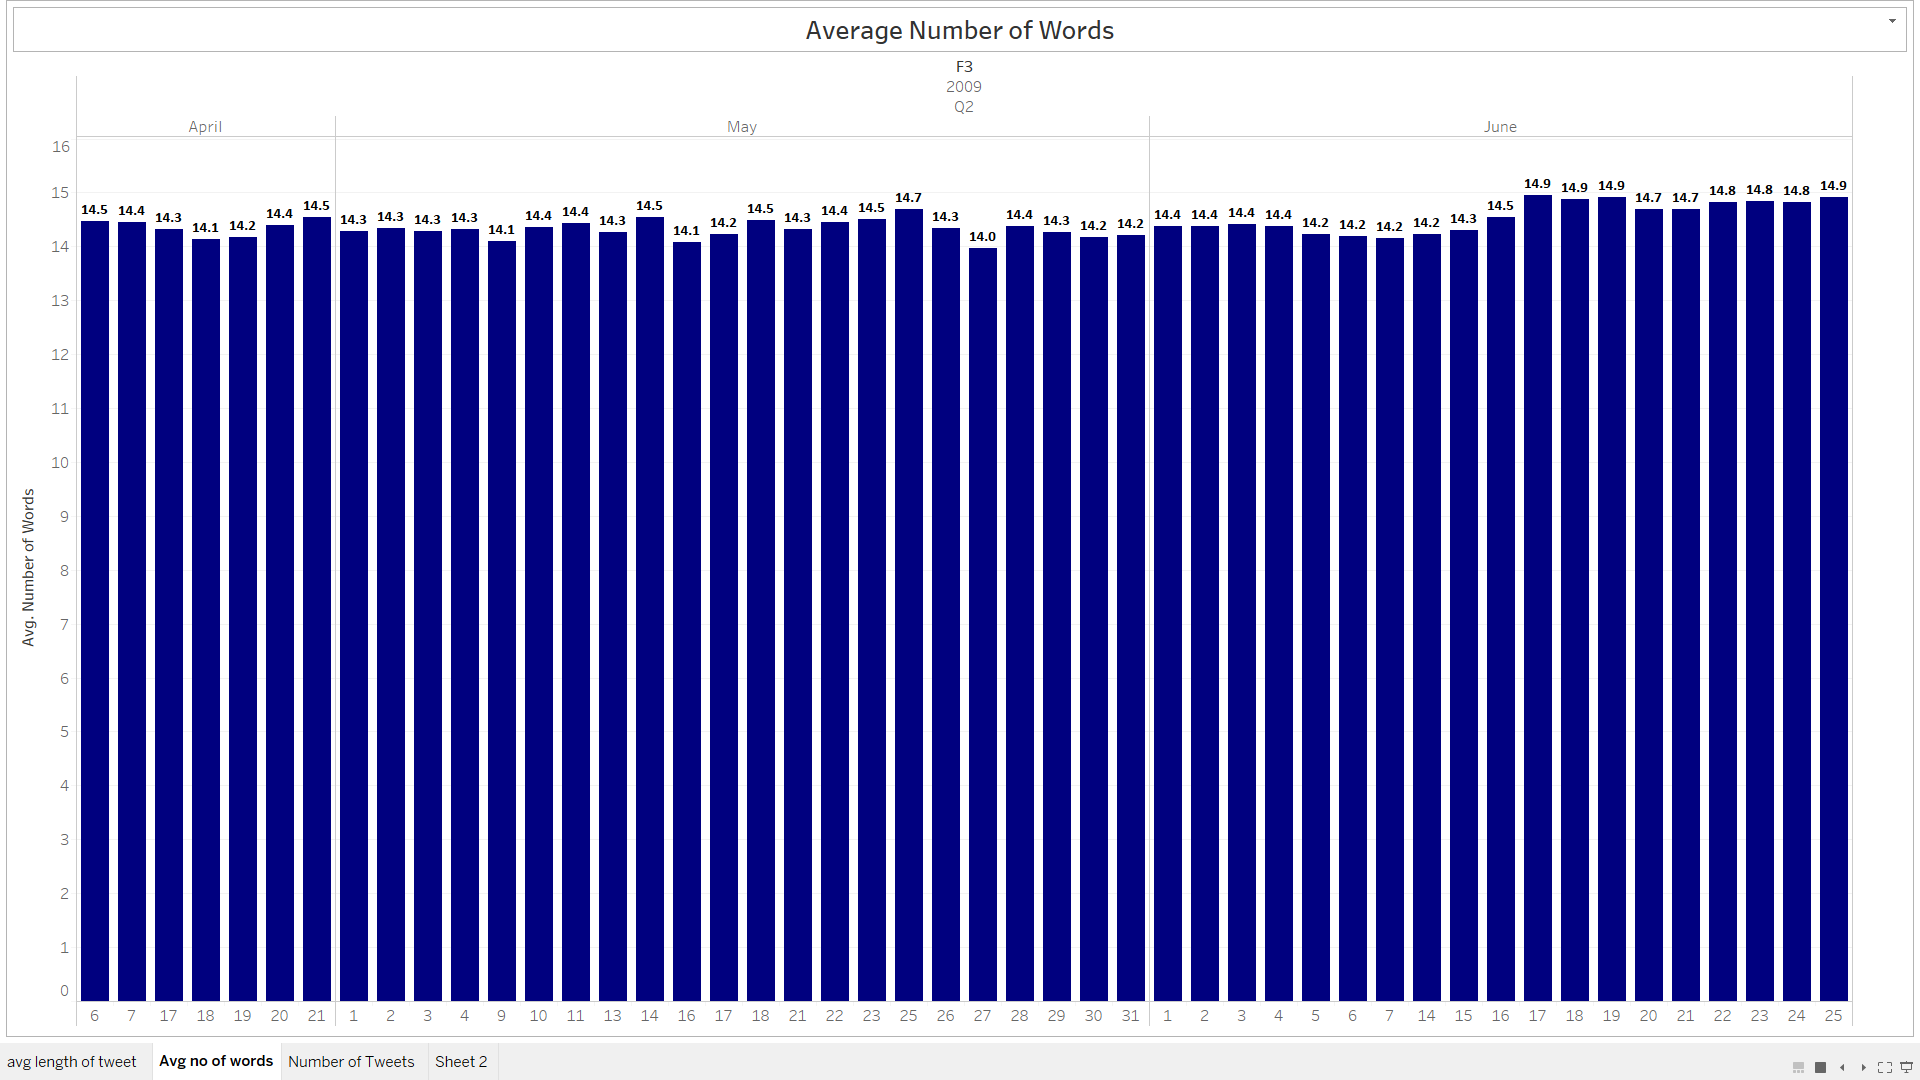 Average Number of Words
F3
2009
Q2
April May June
16
15
14
13
12
11
10
9
8
7
6
5
4
3
2
1
0
Avg. Number of Words
14.5 14.4 14.3 14.1 14.2 14.4 14.5 14.3 14.3 14.3 14.3 14.1 14.4 14.4 14.3 14.5 14.1 14.2 14.5 14.3 14.4 14.5 14.7 14.3 14.0 14.4 14.3 14.2 14.2 14.4 14.4 14.4 14.4 14.2 14.2 14.2 14.2 14.3 14.5 14.9 14.9 14.9 14.7 14.7 14.8 14.8 14.8 14.9
6 7 17 18 19 20 21 1 2 3 4 9 10 11 13 14 16 17 18 21 22 23 25 26 27 28 29 30 31 1 2 3 4 5 6 7 14 15 16 17 18 19 20 21 22 23 24 25
avg length of tweet Avg no of words Number of Tweets Sheet 2